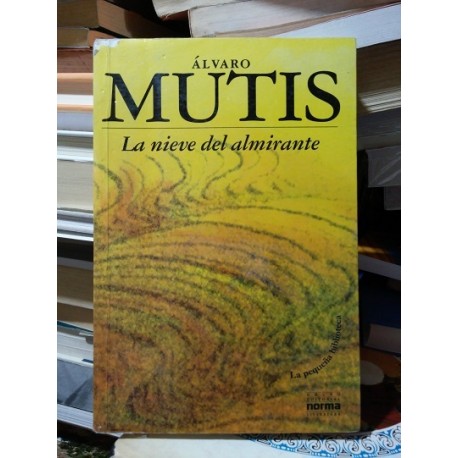 ÁLVARO
MUTIS
La nieve del almirante
La pequeña biblioteca
norma